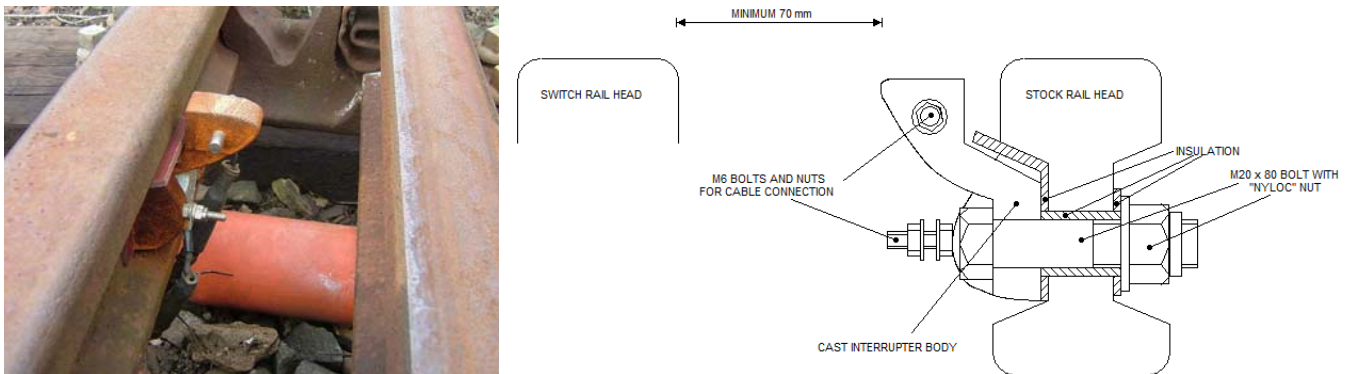 MINIMUM 70 mm
SWITCH RAIL HEAD
STOCK RAIL HEAD
INSULATION
M6 BOLTS AND NUTS
FOR CABLE CONNECTION
M20 x 80 BOLT WITH
"NYLOC" NUT
CAST INTERRUPTER BODY